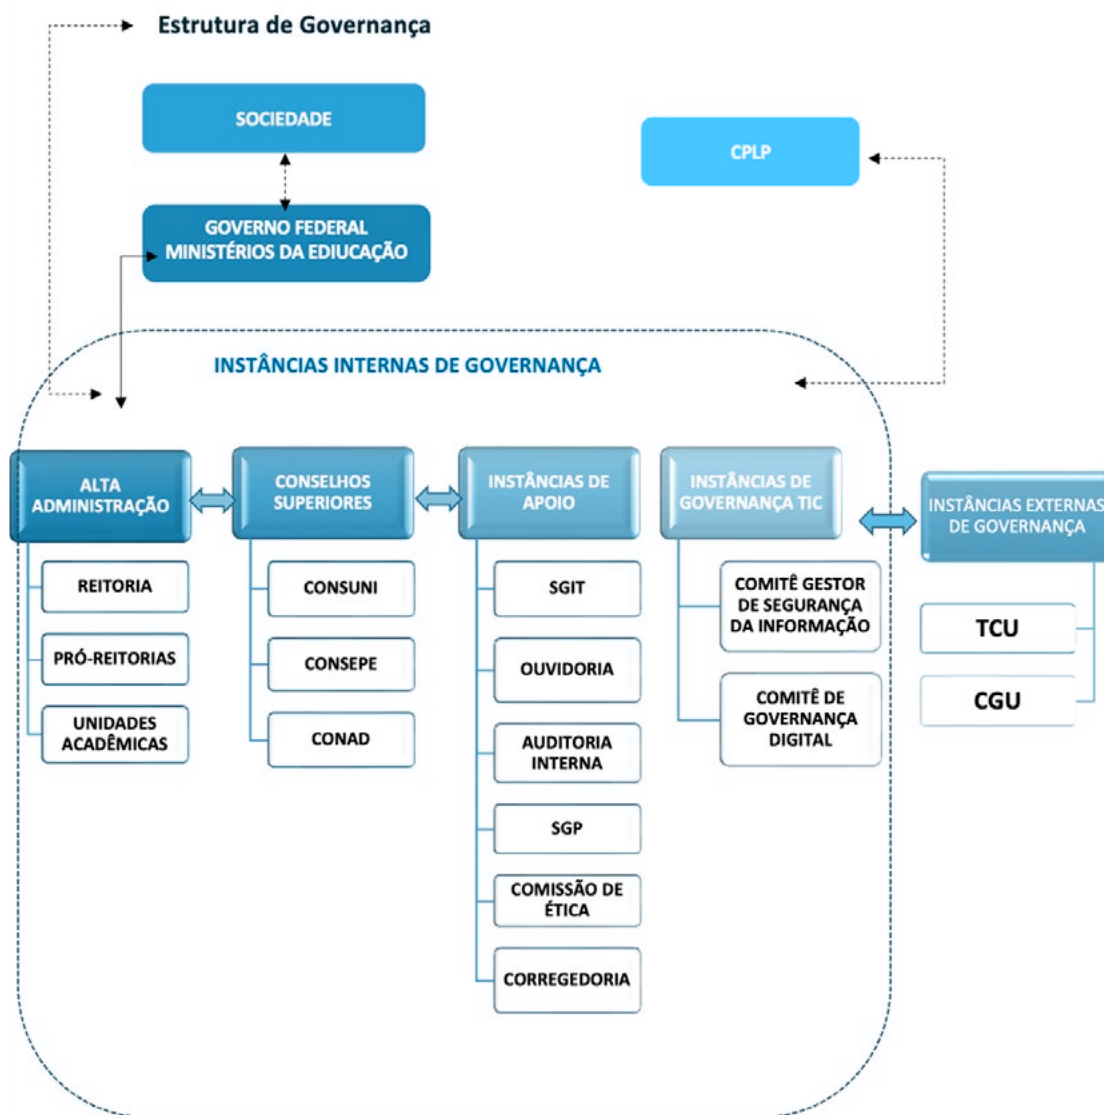 Estrutura de Governança
SOCIEDADE
CPLP
GOVERNO FEDERAL
MINISTÉRIOS DA EDIUCAÇÃO
INSTÂNCIAS INTERNAS DE GOVERNANÇA
ALTA
ADMINISTRAÇÃO
REITORIA
PRÓ-REITORIAS
UNIDADES
ACADÊMICAS
CONSELHOS
SUPERIORES
CONSUNI
CONSEPE
CONAD
INSTÂNCIAS DE
APOIO
SGIT
OUVIDORIA
AUDITORIA
INTERNA
SGP
COMISSÃO DE
ÉTICA
CORREGEDORIA
INSTÂNCIAS DE
GOVERNANÇA TIC
COMITÊ GESTOR
DE SEGURANÇA
DA INFORMAÇÃO
COMITÊ DE
GOVERNANÇA
DIGITAL
INSTÂNCIAS EXTERNAS
DE GOVERNANÇA
TCU
CGU